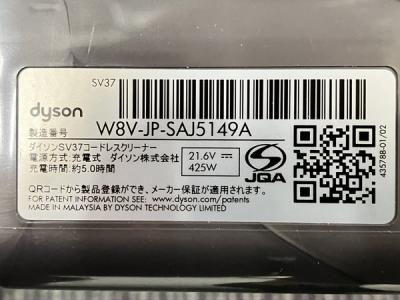 SV37
dyson
製造番号 W8V-JP-SAJ5149A
ダイソンSV37コードレスクリーナー
電源方式: 充電式 ダイソン株式会社
充電時間: 約5.0時間
21.6V⎓
425W
S
JQA
QRコードから製品登録ができ、メーカー保証が適用されます。
FOR PATENT INFORMATION SEE: www.dyson.com/patents
MADE IN MALAYSIA BY DYSON TECHNOLOGY LIMITED
435788-01/02